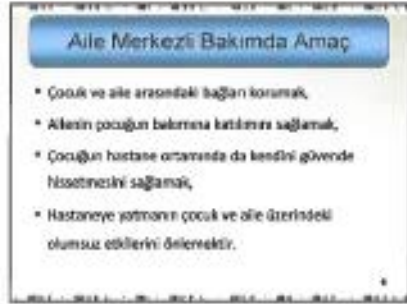 Aile Merkezli Bakımda Amaç
• Çocuk ve aile arasındaki bağları korumak,
• Ailenin çocuğun bakımına katılımını sağlamak,
• Çocuğun hastane ortamında da kendini güvende
hissetmesini sağlamak,
• Hastaneye yatmanın çocuk ve aile üzerindeki
olumsuz etkilerini önlemektir.